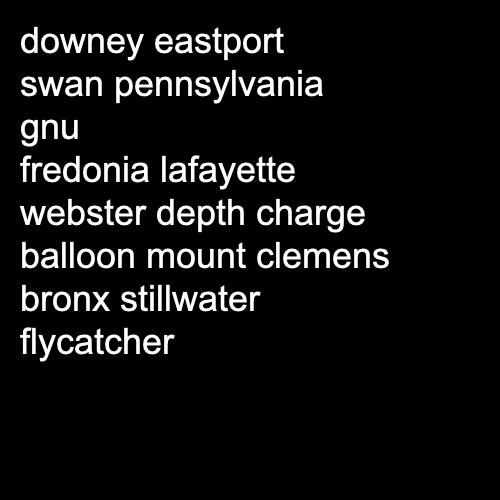 downey eastport
swan pennsylvania
gnu
fredonia lafayette
webster depth charge
balloon mount clemens
bronx stillwater
flycatcher